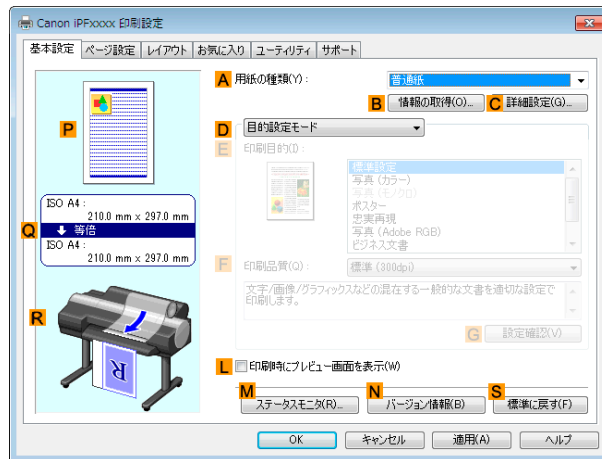 Canon iPFxxxx 印刷設定
基本設定 ページ設定 レイアウト お気に入り ユーティリティ サポート
A 用紙の種類(Y): 普通紙
B 情報の取得(O)... C 詳細設定(G)...
P
D 目的設定モード
E 印刷目的(I):
標準設定
写真 (カラー)
写真 (モノクロ)
ポスター
忠実再現
写真 (Adobe RGB)
ビジネス文書
ISO A4:
210.0 mm x 297.0 mm
Q 等倍
ISO A4:
210.0 mm x 297.0 mm
F 印刷品質(Q): 標準 (300dpi)
文字/画像/グラフィックスなどの混在する一般的な文書を適切な設定で
印刷します。
R
G 設定確認(V)
R
L 印刷時にプレビュー画面を表示(W)
M N S
ステータスモニタ(R)... バージョン情報(B) 標準に戻す(F)
OK キャンセル 適用(A) ヘルプ